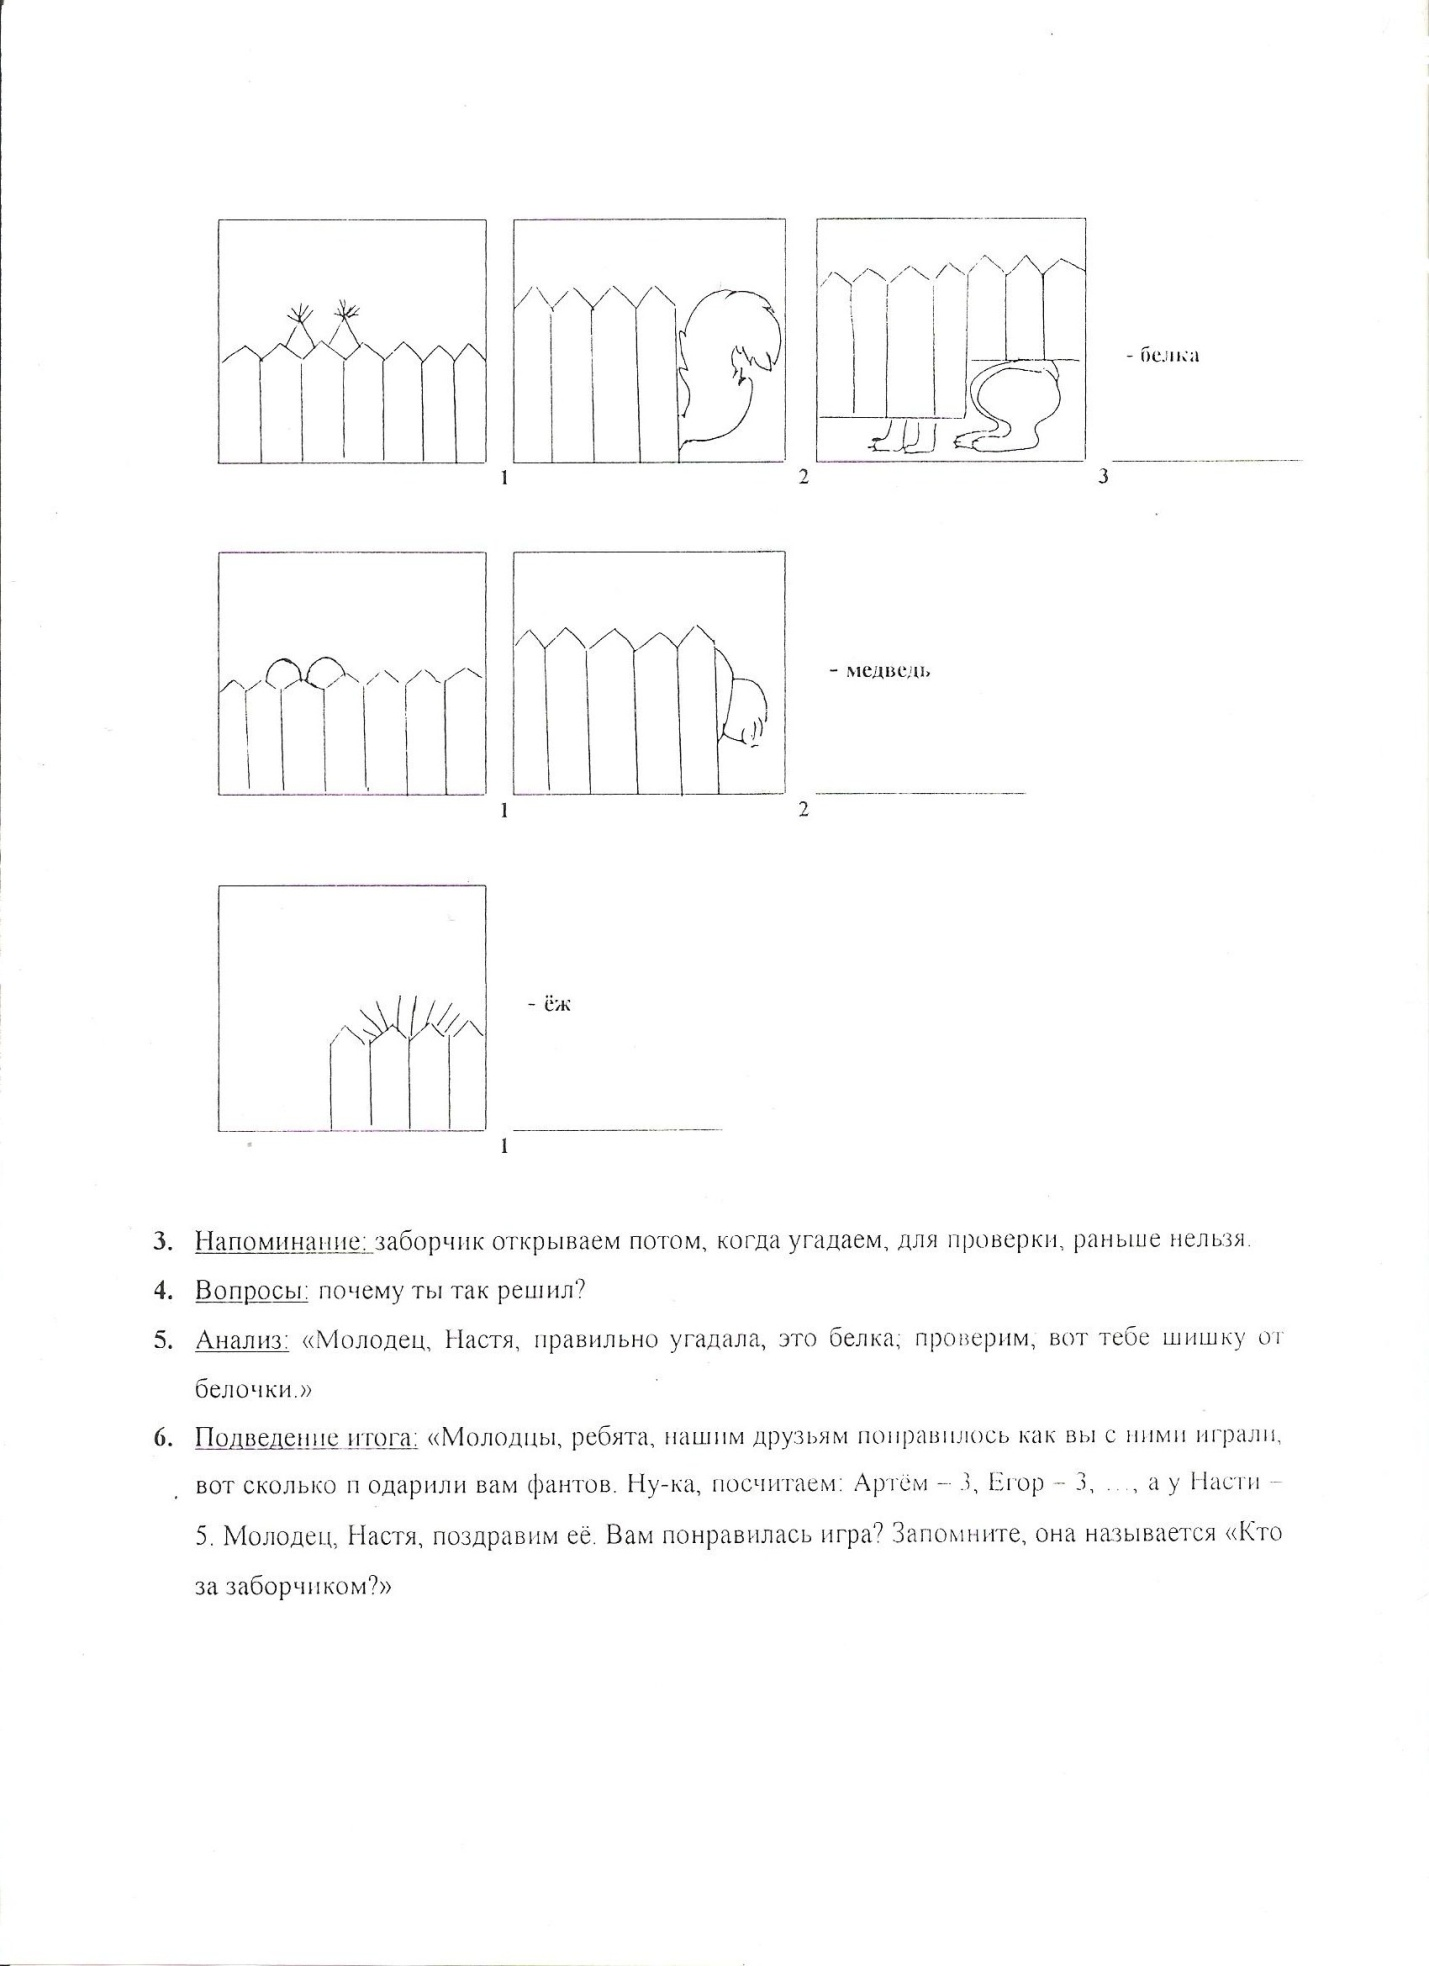 - белка
1
2
3
- медведь
1
2
- ёж
1
3. Напоминание: заборчик открываем потом, когда угадаем, для проверки, раньше нельзя.
4. Вопросы: почему ты так решил?
5. Анализ: «Молодец, Настя, правильно угадала, это белка; проверим, вот тебе шишку от
белочки.»
6. Подведение итога: «Молодцы, ребята, нашим друзьям понравилось как вы с ними играли,
вот сколько п одарили вам фантов. Ну-ка, посчитаем: Артём – 3, Егор – 3, …, а у Насти –
5. Молодец, Настя, поздравим её. Вам понравилась игра? Запомните, она называется «Кто
за заборчиком?»